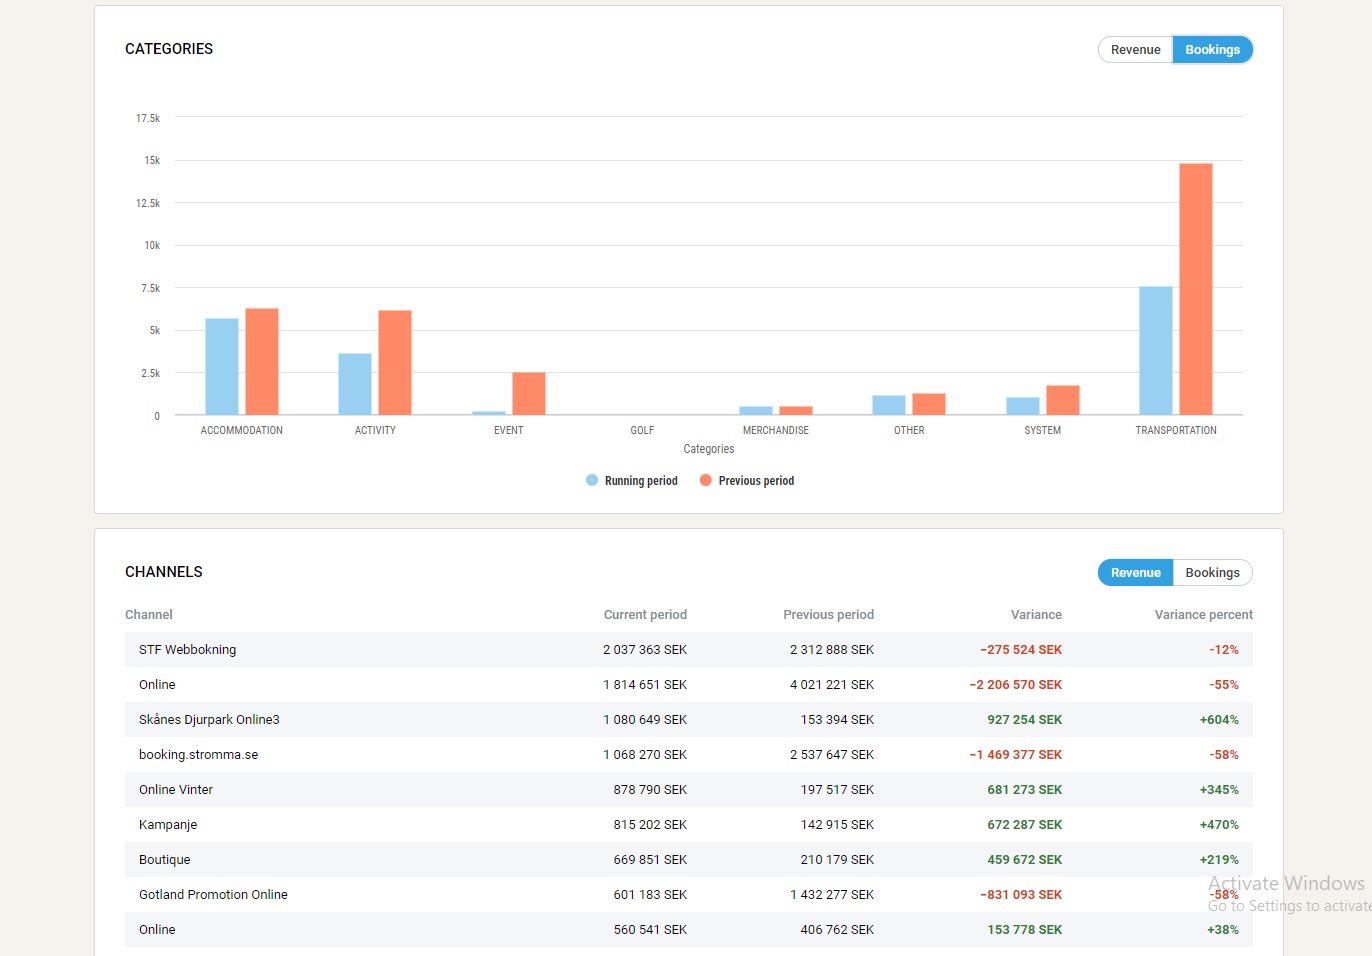 CATEGORIES
Revenue Bookings
17.5k
15k
12.5k
10k
7.5k
5k
2.5k
0
ACCOMMODATION ACTIVITY EVENT GOLF MERCHANDISE OTHER SYSTEM TRANSPORTATION
Categories
Running period Previous period
CHANNELS
Revenue Bookings
Channel Current period Previous period Variance Variance percent
STF Webbokning 2 037 363 SEK 2 312 888 SEK −275 524 SEK -12%
Online 1 814 651 SEK 4 021 221 SEK −2 206 570 SEK -55%
Skånes Djurpark Online3 1 080 649 SEK 153 394 SEK 927 254 SEK +604%
booking.stromma.se 1 068 270 SEK 2 537 647 SEK −1 469 377 SEK -58%
Online Vinter 878 790 SEK 197 517 SEK 681 273 SEK +345%
Kampanje 815 202 SEK 142 915 SEK 672 287 SEK +470%
Boutique 669 851 SEK 210 179 SEK 459 672 SEK +219%
Activate Windows
Gotland Promotion Online 601 183 SEK 1 432 277 SEK −831 093 SEK -58%
Go to Settings to activate
Online 560 541 SEK 406 762 SEK 153 778 SEK +38%